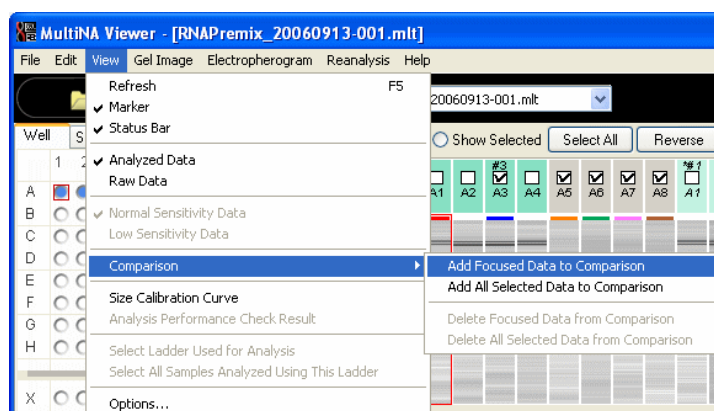 MultiNA Viewer - [RNAPremix_20060913-001.mlt]
File Edit View Gel Image Electropherogram Reanalysis Help
Refresh F5
20060913-001.mlt
✔ Marker
✔ Status Bar
Well S
Show Selected Select All Reverse
1 2
✔ Analyzed Data
Raw Data
#3 *#1
A1 A2 A3 A4 A5 A6 A7 A8 A1
A
B
✔ Normal Sensitivity Data
C
Low Sensitivity Data
D
Comparison
Add Focused Data to Comparison
E
Add All Selected Data to Comparison
F
Size Calibration Curve
G
Analysis Performance Check Result
Delete Focused Data from Comparison
H
Delete All Selected Data from Comparison
Select Ladder Used for Analysis
Select All Samples Analyzed Using This Ladder
X
Options...